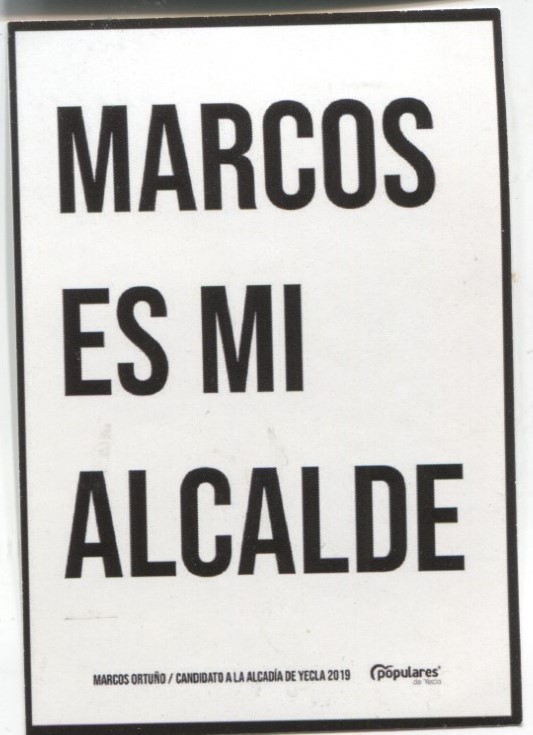 MARCOS
ES MI
ALCALDE
MARCOS ORTUÑO / CANDIDATO A LA ALCADÍA DE YECLA 2019
populares
de Yecla